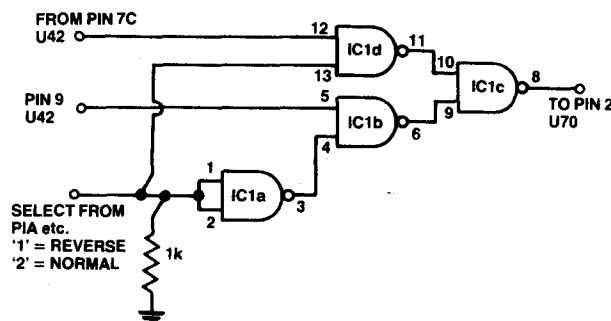 FROM PIN 7C
U42
12
13
IC1d
11
10
IC1c
8
9
TO PIN 2
U70
PIN 9
U42
5
4
IC1b
6
1
2
IC1a
3
SELECT FROM
PIA etc.
'1' = REVERSE
'2' = NORMAL
1k